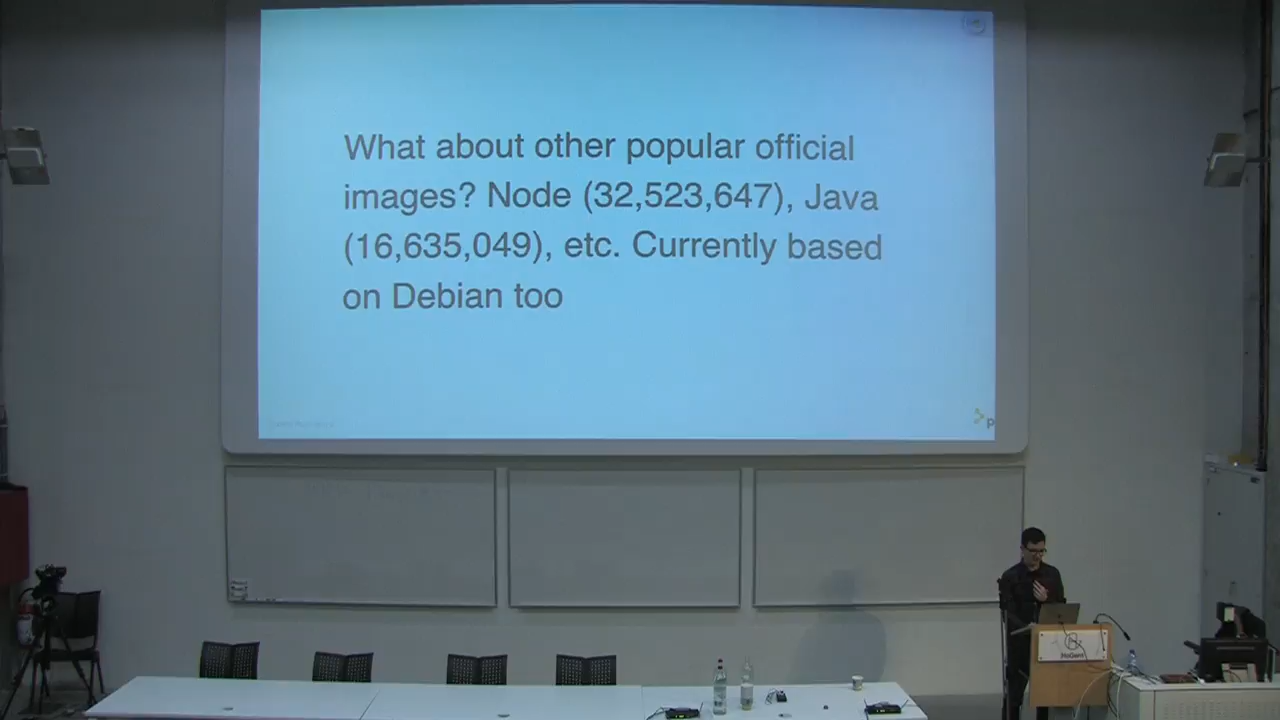 What about other popular official
images? Node (32,523,647), Java
(16,635,049), etc. Currently based
on Debian too
p
HoGent